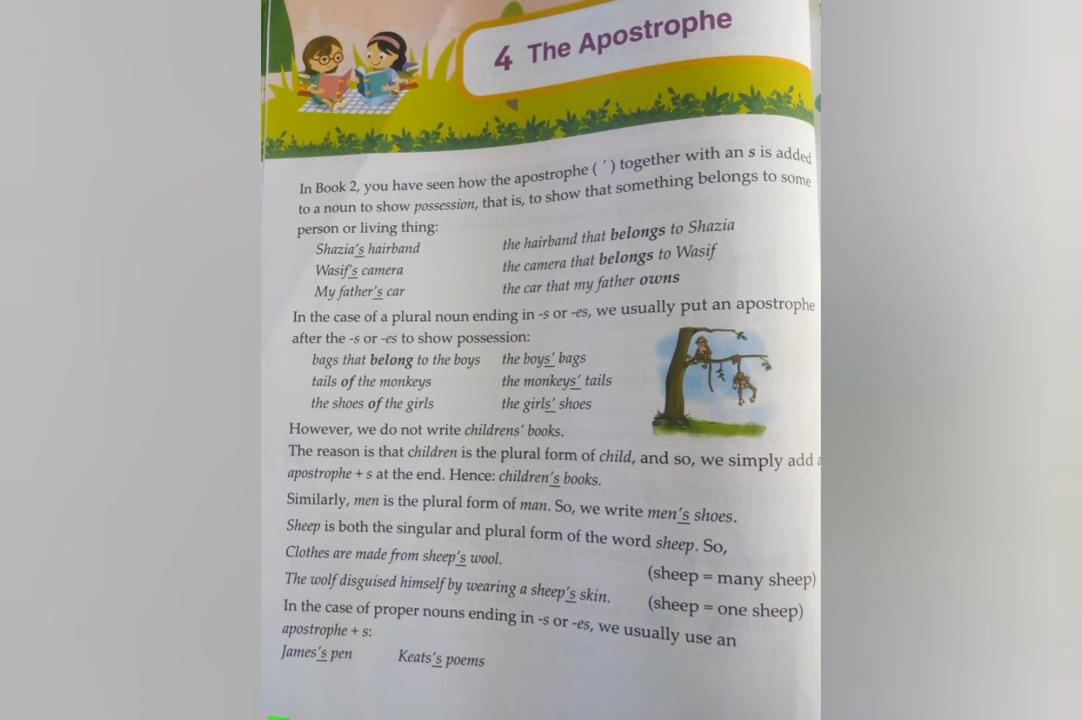 4 The Apostrophe
In Book 2, you have seen how the apostrophe ( ′ ) together with an s is added
to a noun to show possession, that is, to show that something belongs to some
person or living thing:
Shazia's hairband the hairband that belongs to Shazia
Wasif's camera the camera that belongs to Wasif
My father's car the car that my father owns
In the case of a plural noun ending in -s or -es, we usually put an apostrophe
after the -s or -es to show possession:
bags that belong to the boys the boys' bags
tails of the monkeys the monkeys' tails
the shoes of the girls the girls' shoes
However, we do not write childrens' books.
The reason is that children is the plural form of child, and so, we simply add a
apostrophe + s at the end. Hence: children's books.
Similarly, men is the plural form of man. So, we write men's shoes.
Sheep is both the singular and plural form of the word sheep. So,
Clothes are made from sheep's wool. (sheep = many sheep)
The wolf disguised himself by wearing a sheep's skin. (sheep = one sheep)
In the case of proper nouns ending in -s or -es, we usually use an
apostrophe + s:
James's pen Keats's poems